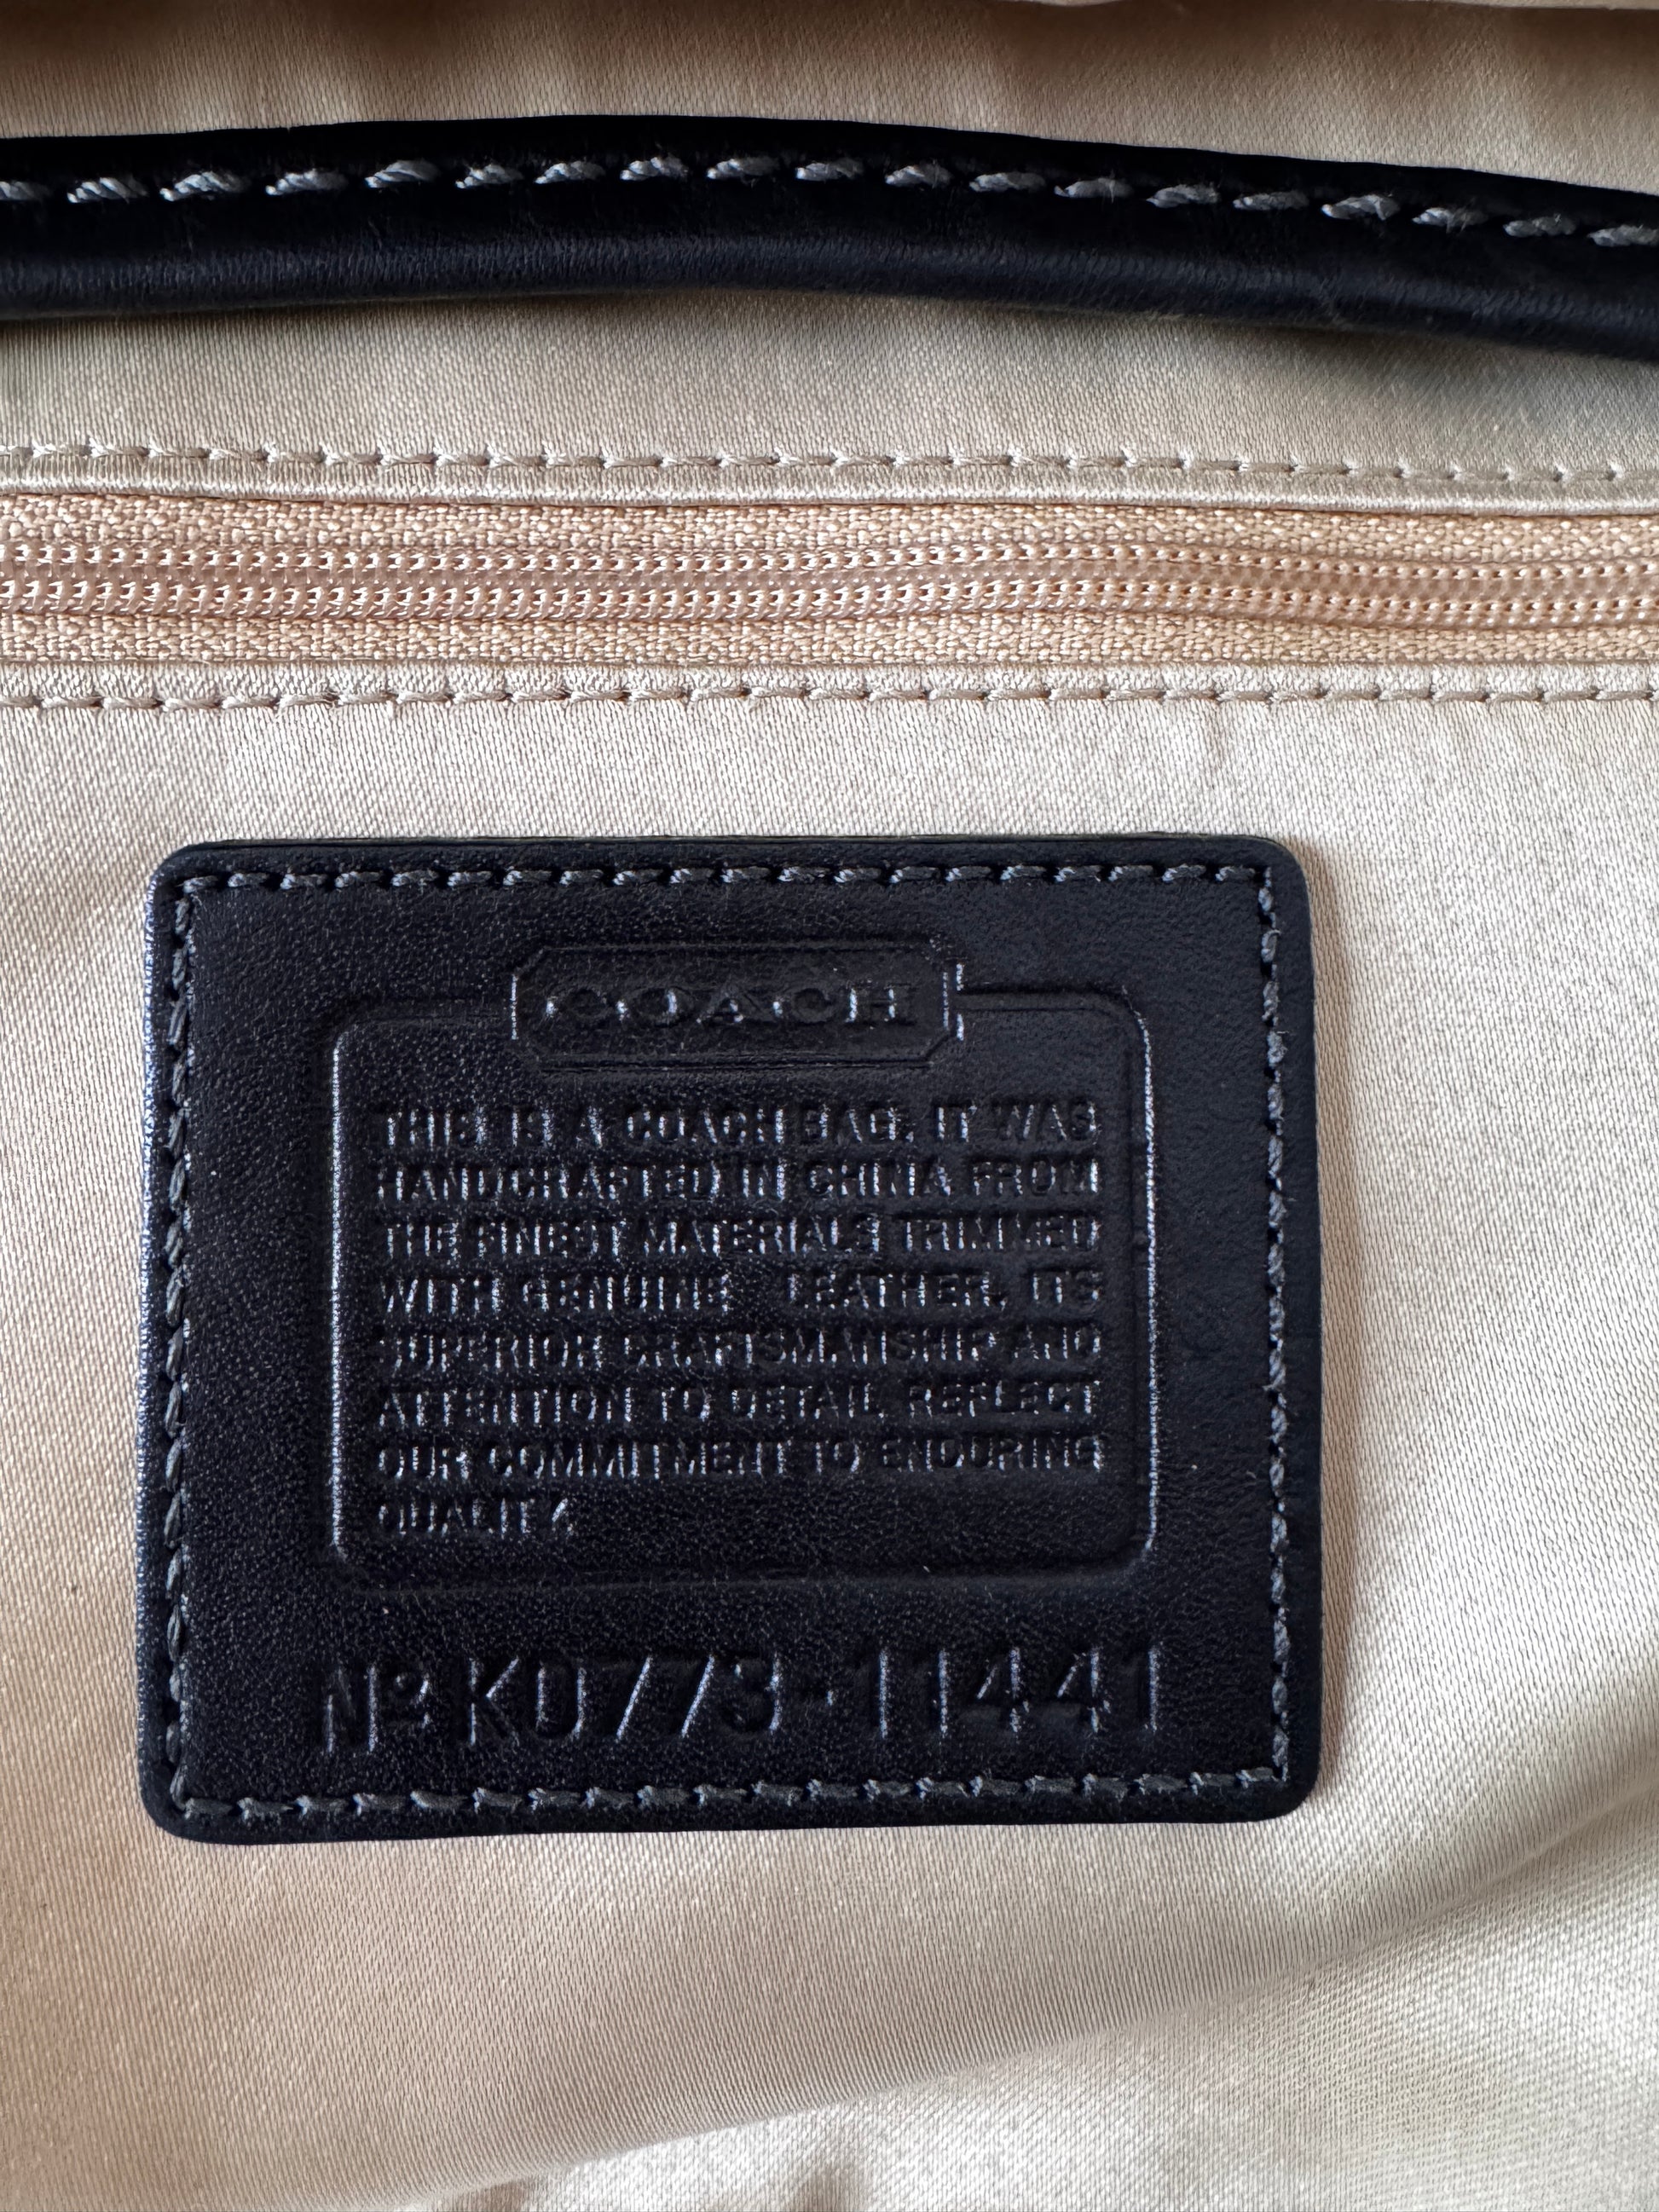 COACH
THIS IS A COACH BAG. IT WAS
HANDCRAFTED IN CHINA FROM
THE FINEST MATERIALS TRIMMED
WITH GENUINE LEATHER. ITS
SUPERIOR CRAFTSMANSHIP AND
ATTENTION TO DETAIL REFLECT
OUR COMMITMENT TO ENDURING
QUALITY.
Nº K0773-11441